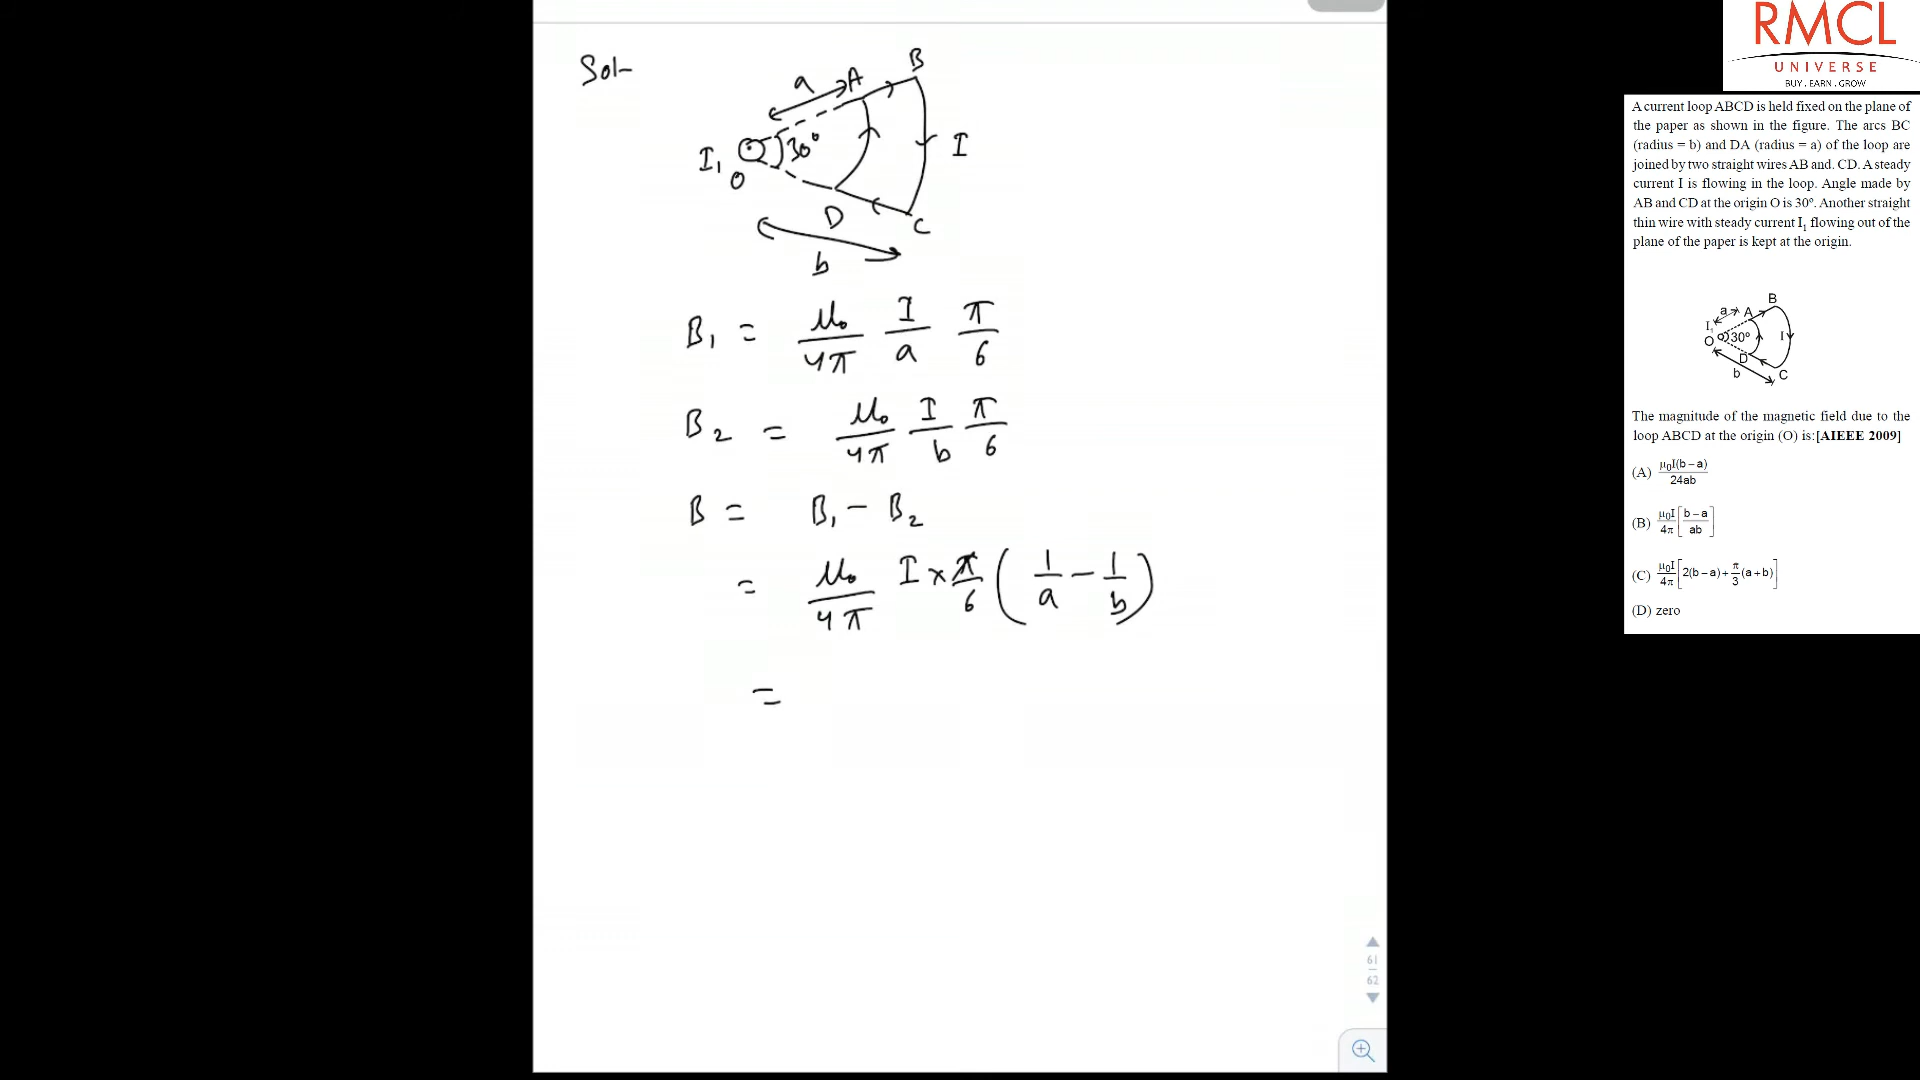 Sol-
a A B
I₁ 30° I
O
D C
b
B₁ = μ₀/4π I/a π/6
B₂ = μ₀/4π I/b π/6
B = B₁ − B₂
= μ₀/4π I × π/6 (1/a − 1/b)
=
61
62
RMCL
UNIVERSE
BUY . EARN . GROW
A current loop ABCD is held fixed on the plane of
the paper as shown in the figure. The arcs BC
(radius = b) and DA (radius = a) of the loop are
joined by two straight wires AB and. CD. A steady
current I is flowing in the loop. Angle made by
AB and CD at the origin O is 30º. Another straight
thin wire with steady current I₁ flowing out of the
plane of the paper is kept at the origin.
B
a A
I₁
O 30º I
D
b C
The magnitude of the magnetic field due to the
loop ABCD at the origin (O) is:[AIEEE 2009]
(A) μ₀I(b – a)/24ab
(B) μ₀I/4π [b – a/ab]
(C) μ₀I/4π [2(b – a) + π/3 (a + b)]
(D) zero